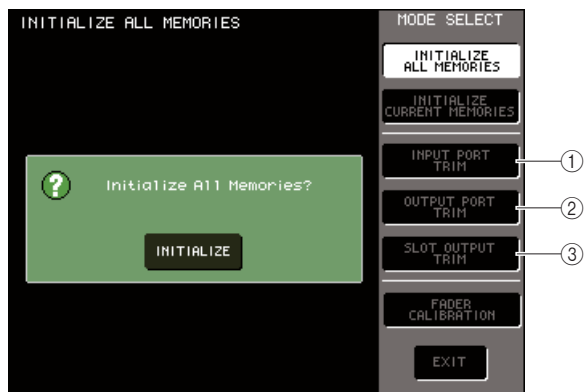 INITIALIZE ALL MEMORIES
Initialize All Memories?
INITIALIZE
MODE SELECT
INITIALIZE
ALL MEMORIES
INITIALIZE
CURRENT MEMORIES
INPUT PORT
TRIM
①
OUTPUT PORT
TRIM
②
SLOT OUTPUT
TRIM
③
FADER
CALIBRATION
EXIT